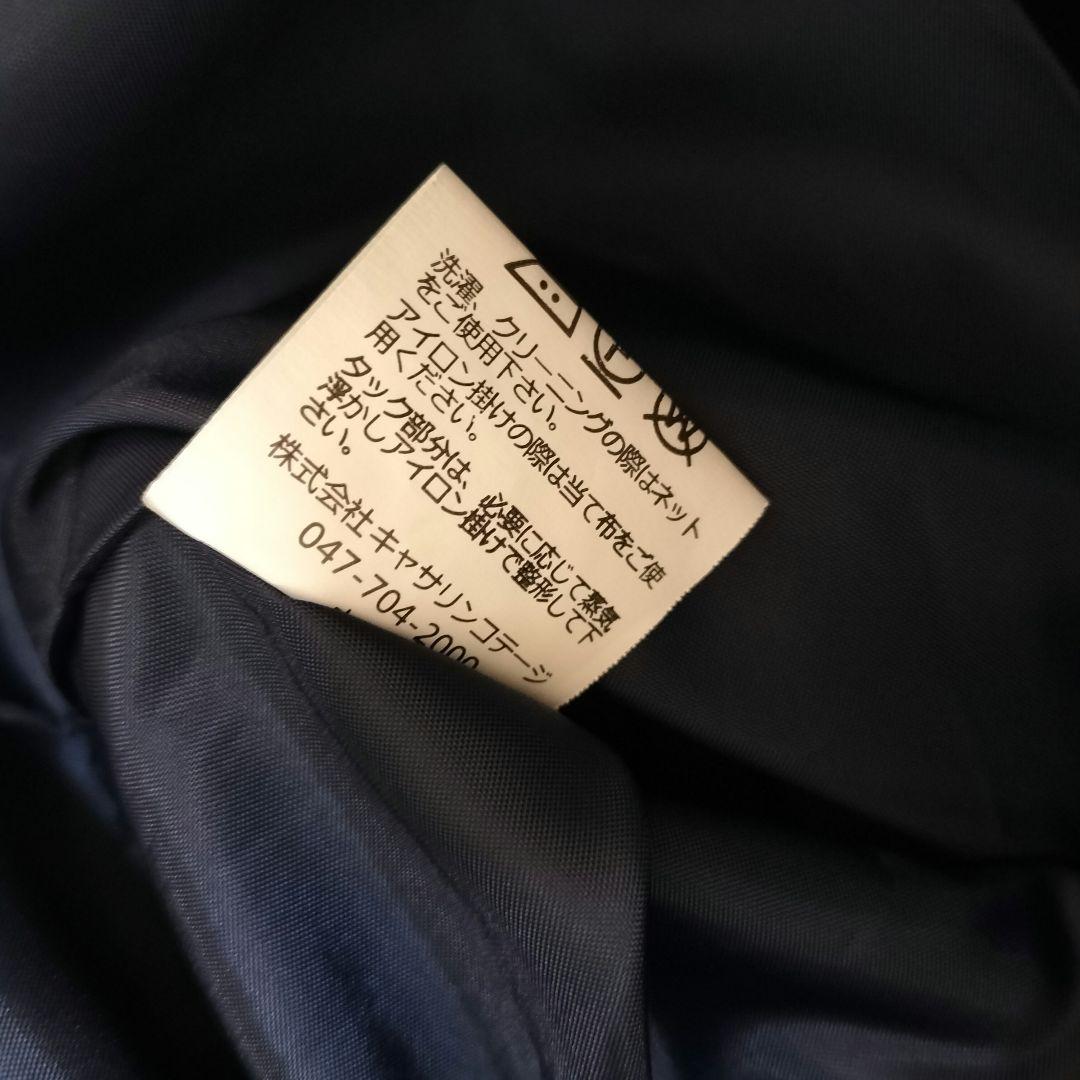 洗濯、クリーニングの際はネット
をご使用下さい。
アイロン掛けの際は当て布をご使
用ください。
タック部分は、必要に応じて蒸気
浮かしアイロン掛けで整形して下
さい。
株式会社キャサリンコテージ
047-704-2000